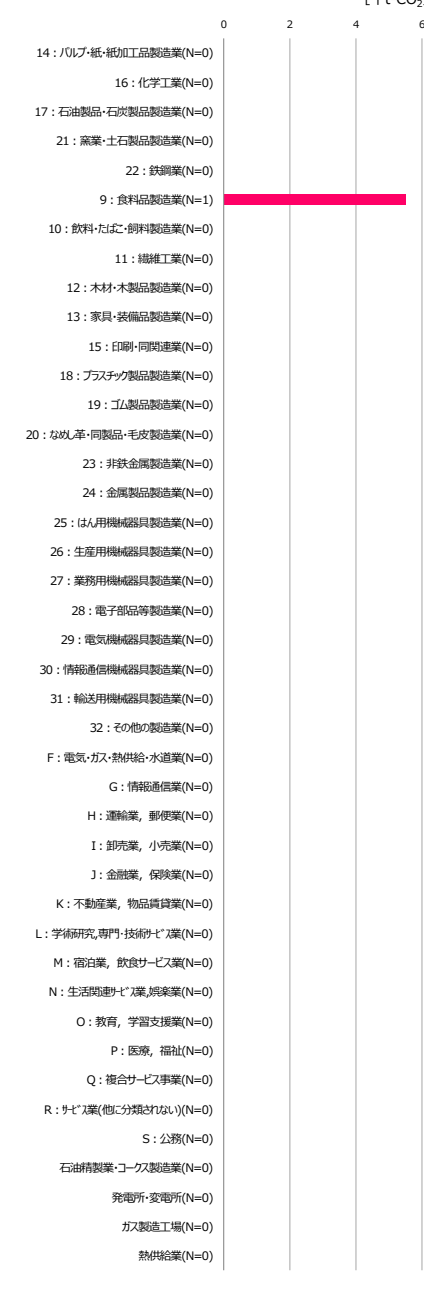 0 2 4 6
14：パルプ・紙・紙加工品製造業(N=0)
16：化学工業(N=0)
17：石油製品・石炭製品製造業(N=0)
21：窯業・土石製品製造業(N=0)
22：鉄鋼業(N=0)
9：食料品製造業(N=1)
10：飲料・たばこ・飼料製造業(N=0)
11：繊維工業(N=0)
12：木材・木製品製造業(N=0)
13：家具・装備品製造業(N=0)
15：印刷・同関連業(N=0)
18：プラスチック製品製造業(N=0)
19：ゴム製品製造業(N=0)
20：なめし革・同製品・毛皮製造業(N=0)
23：非鉄金属製造業(N=0)
24：金属製品製造業(N=0)
25：はん用機械器具製造業(N=0)
26：生産用機械器具製造業(N=0)
27：業務用機械器具製造業(N=0)
28：電子部品等製造業(N=0)
29：電気機械器具製造業(N=0)
30：情報通信機械器具製造業(N=0)
31：輸送用機械器具製造業(N=0)
32：その他の製造業(N=0)
F：電気・ガス・熱供給・水道業(N=0)
G：情報通信業(N=0)
H：運輸業，郵便業(N=0)
I：卸売業，小売業(N=0)
J：金融業，保険業(N=0)
K：不動産業，物品賃貸業(N=0)
L：学術研究,専門・技術ｻｰﾋﾞｽ業(N=0)
M：宿泊業，飲食サービス業(N=0)
N：生活関連ｻｰﾋﾞｽ業,娯楽業(N=0)
O：教育，学習支援業(N=0)
P：医療，福祉(N=0)
Q：複合サービス事業(N=0)
R：ｻｰﾋﾞｽ業(他に分類されない)(N=0)
S：公務(N=0)
石油精製業・コークス製造業(N=0)
発電所・変電所(N=0)
ガス製造工場(N=0)
熱供給業(N=0)